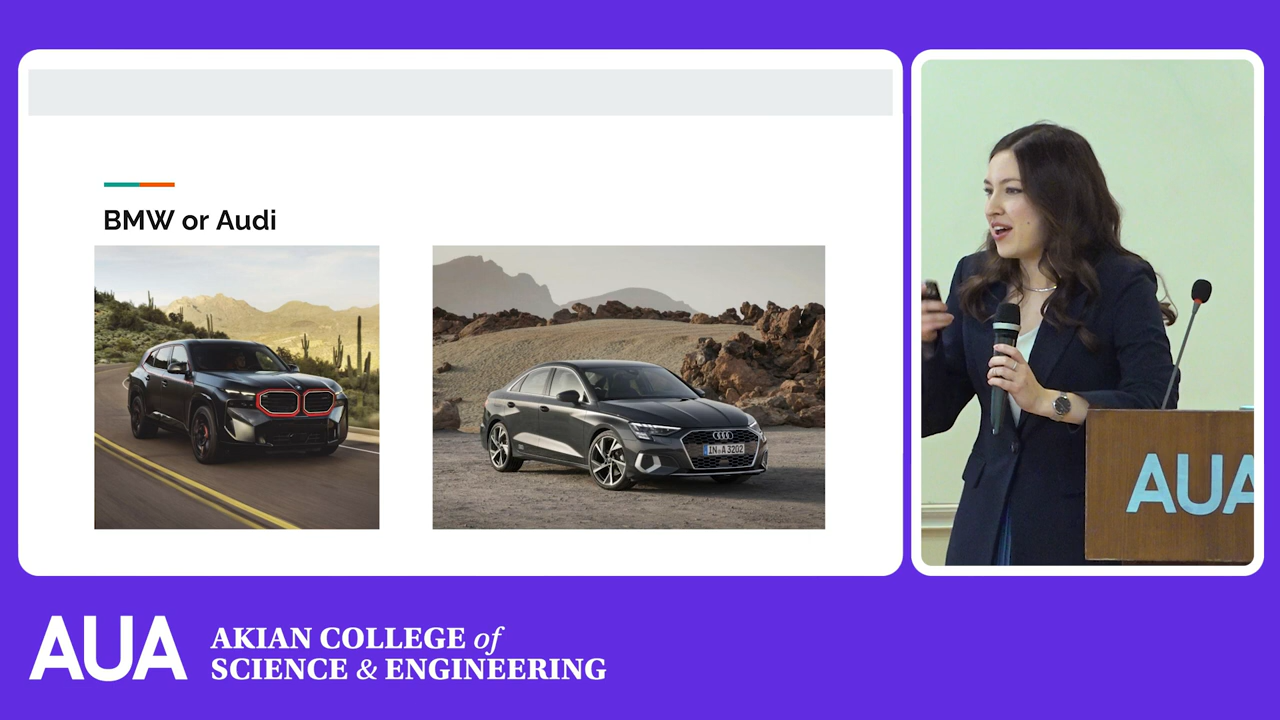 BMW or Audi
IN·A 3202
AUA
AUA
AKIAN COLLEGE of
SCIENCE & ENGINEERING